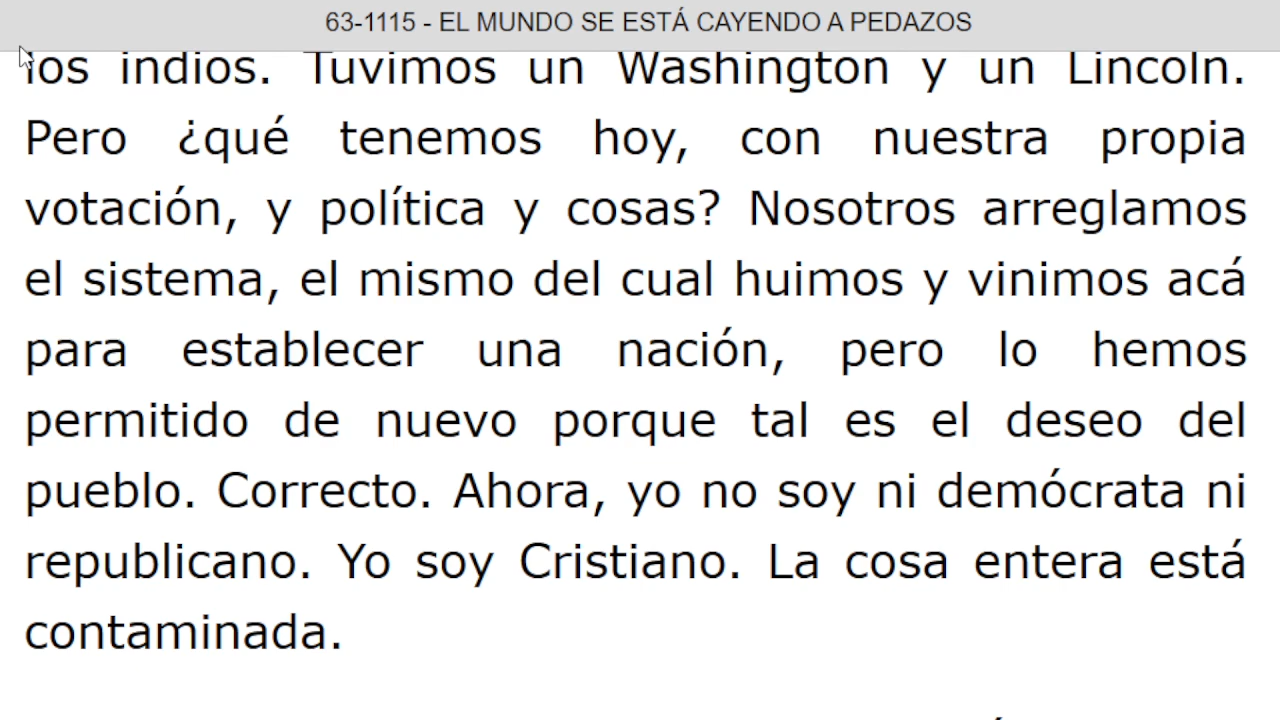 63-1115 - EL MUNDO SE ESTÁ CAYENDO A PEDAZOS
los indios. Tuvimos un Washington y un Lincoln.
Pero ¿qué tenemos hoy, con nuestra propia
votación, y política y cosas? Nosotros arreglamos
el sistema, el mismo del cual huimos y vinimos acá
para establecer una nación, pero lo hemos
permitido de nuevo porque tal es el deseo del
pueblo. Correcto. Ahora, yo no soy ni demócrata ni
republicano. Yo soy Cristiano. La cosa entera está
contaminada.